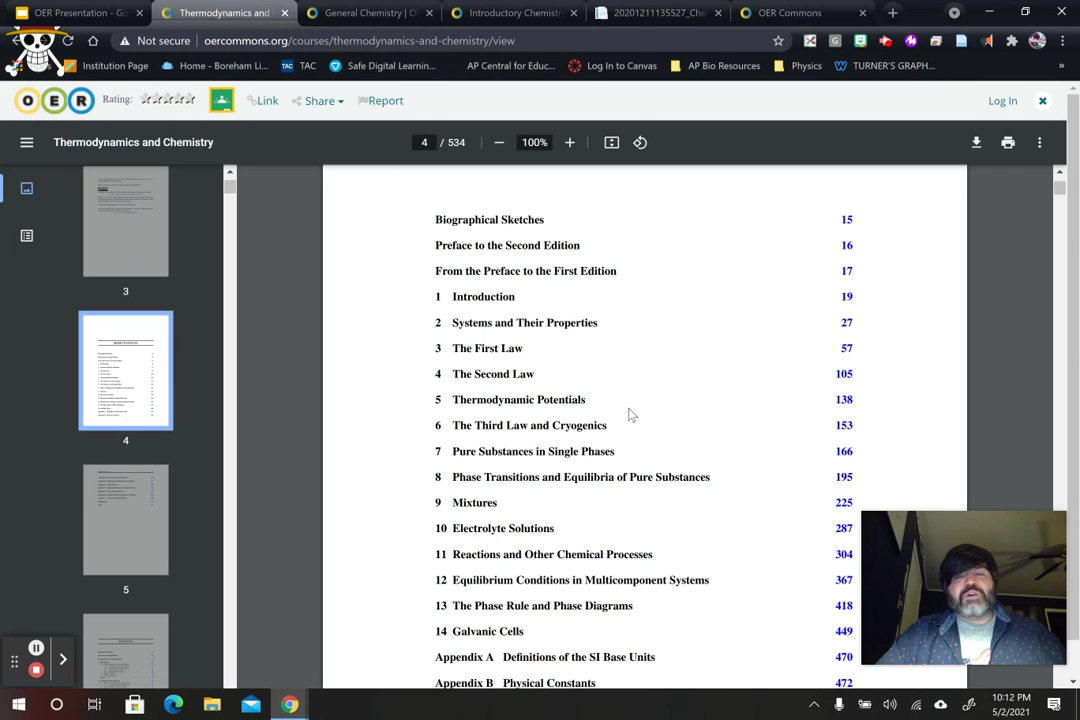 OER Presentation - Go
Thermodynamics and
General Chemistry | O
Introductory Chemist
20201211135527_Che
OER Commons
Not secure
oercommons.org/courses/thermodynamics-and-chemistry/view
Institution Page
Home - Boreham Li...
TAC
TAC
Safe Digital Learnin...
AP Central for Educ...
Log In to Canvas
AP Bio Resources
Physics
TURNER'S GRAPH...
»
OER
Rating:
Link
Share
Report
Log In
Thermodynamics and Chemistry
4 / 534
100%
3
4
5
Biographical Sketches 15
Preface to the Second Edition 16
From the Preface to the First Edition 17
1 Introduction 19
2 Systems and Their Properties 27
3 The First Law 57
4 The Second Law 105
5 Thermodynamic Potentials 138
6 The Third Law and Cryogenics 153
7 Pure Substances in Single Phases 166
8 Phase Transitions and Equilibria of Pure Substances 195
9 Mixtures 225
10 Electrolyte Solutions 287
11 Reactions and Other Chemical Processes 304
12 Equilibrium Conditions in Multicomponent Systems 367
13 The Phase Rule and Phase Diagrams 418
14 Galvanic Cells 449
Appendix A Definitions of the SI Base Units 470
Appendix B Physical Constants 472
10:12 PM
5/2/2021